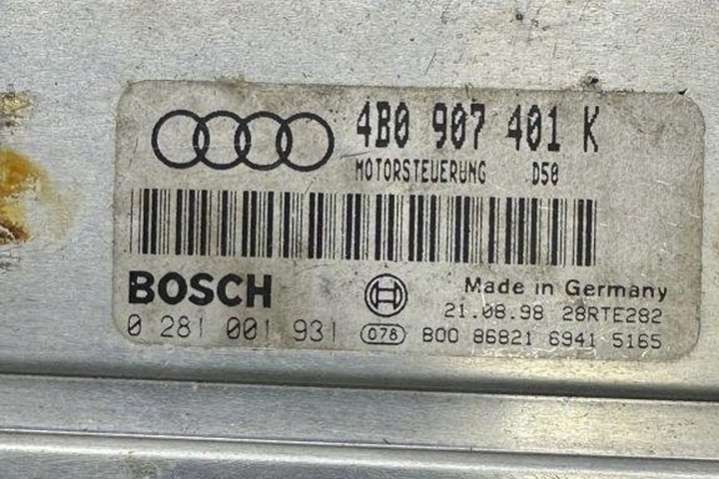 4B0 907 401 K
MOTORSTEUERUNG D50
BOSCH
Made in Germany
21.08.98 28RTE282
0 281 001 931
078
800 86821 6941 5165